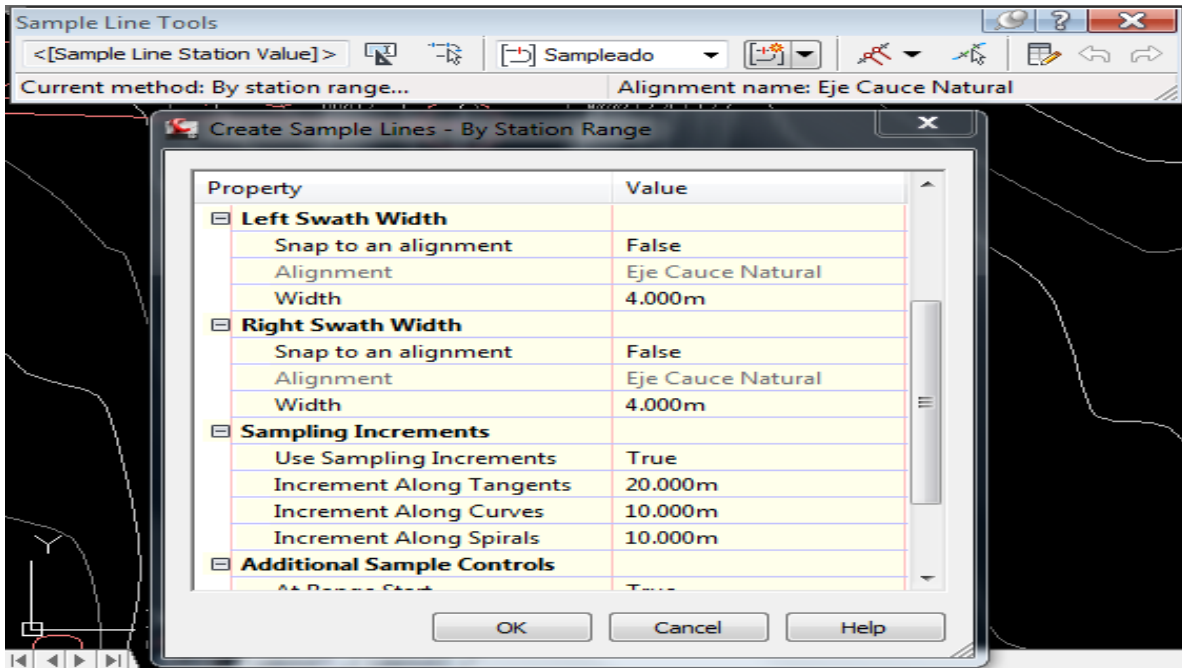 Sample Line Tools
<[Sample Line Station Value]> Sampleado
Current method: By station range... Alignment name: Eje Cauce Natural
Create Sample Lines - By Station Range
Property Value
Left Swath Width
Snap to an alignment False
Alignment Eje Cauce Natural
Width 4.000m
Right Swath Width
Snap to an alignment False
Alignment Eje Cauce Natural
Width 4.000m
Sampling Increments
Use Sampling Increments True
Increment Along Tangents 20.000m
Increment Along Curves 10.000m
Increment Along Spirals 10.000m
Additional Sample Controls
At Range Start True
OK Cancel Help
Y